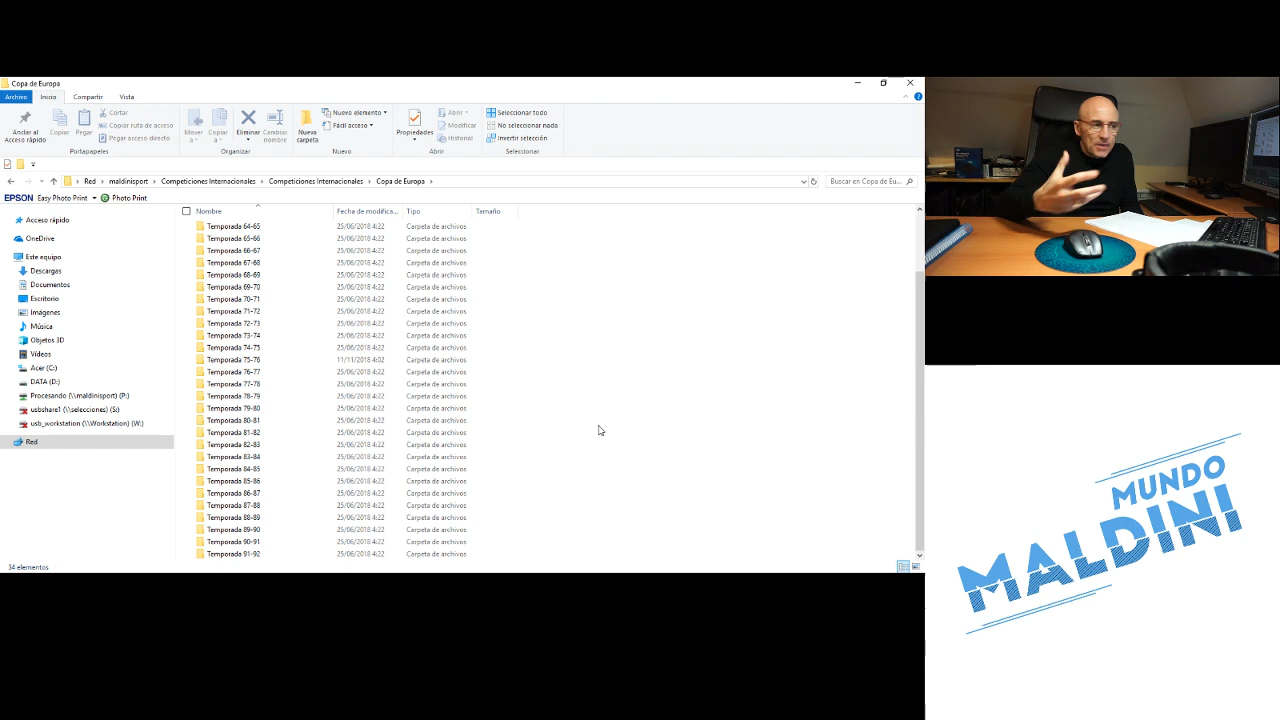 Copa de Europa
Archivo Inicio Compartir Vista
Anclar al Acceso rápido
Copiar
Pegar
Cortar
Copiar ruta de acceso
Pegar acceso directo
Portapapeles
Mover a
Copiar a
Eliminar
Cambiar nombre
Organizar
Nueva carpeta
Nuevo elemento
Fácil acceso
Nuevo
Propiedades
Abrir
Modificar
Historial
Abrir
Seleccionar todo
No seleccionar nada
Invertir selección
Seleccionar
Red > maldinisport > Competiciones Internacionales > Competiciones Internacionales > Copa de Europa >
Buscar en Copa de Eu...
EPSON Easy Photo Print Photo Print
Acceso rápido
OneDrive
Este equipo
Descargas
Documentos
Escritorio
Imágenes
Música
Objetos 3D
Vídeos
Acer (C:)
DATA (D:)
Procesando (\\maldinisport) (P:)
usbshare1 (\\selecciones) (S:)
usb_workstation (\\Workstation) (W:)
Red
Nombre Fecha de modifica... Tipo Tamaño
Temporada 64-65 25/06/2018 4:22 Carpeta de archivos
Temporada 65-66 25/06/2018 4:22 Carpeta de archivos
Temporada 66-67 25/06/2018 4:22 Carpeta de archivos
Temporada 67-68 25/06/2018 4:22 Carpeta de archivos
Temporada 68-69 25/06/2018 4:22 Carpeta de archivos
Temporada 69-70 25/06/2018 4:22 Carpeta de archivos
Temporada 70-71 25/06/2018 4:22 Carpeta de archivos
Temporada 71-72 25/06/2018 4:22 Carpeta de archivos
Temporada 72-73 25/06/2018 4:22 Carpeta de archivos
Temporada 73-74 25/06/2018 4:22 Carpeta de archivos
Temporada 74-75 25/06/2018 4:22 Carpeta de archivos
Temporada 75-76 11/11/2018 4:02 Carpeta de archivos
Temporada 76-77 25/06/2018 4:22 Carpeta de archivos
Temporada 77-78 25/06/2018 4:22 Carpeta de archivos
Temporada 78-79 25/06/2018 4:22 Carpeta de archivos
Temporada 79-80 25/06/2018 4:22 Carpeta de archivos
Temporada 80-81 25/06/2018 4:22 Carpeta de archivos
Temporada 81-82 25/06/2018 4:22 Carpeta de archivos
Temporada 82-83 25/06/2018 4:22 Carpeta de archivos
Temporada 83-84 25/06/2018 4:22 Carpeta de archivos
Temporada 84-85 25/06/2018 4:22 Carpeta de archivos
Temporada 85-86 25/06/2018 4:22 Carpeta de archivos
Temporada 86-87 25/06/2018 4:22 Carpeta de archivos
Temporada 87-88 25/06/2018 4:22 Carpeta de archivos
Temporada 88-89 25/06/2018 4:22 Carpeta de archivos
Temporada 89-90 25/06/2018 4:22 Carpeta de archivos
Temporada 90-91 25/06/2018 4:22 Carpeta de archivos
Temporada 91-92 25/06/2018 4:22 Carpeta de archivos
34 elementos
MUNDO
MALDINI